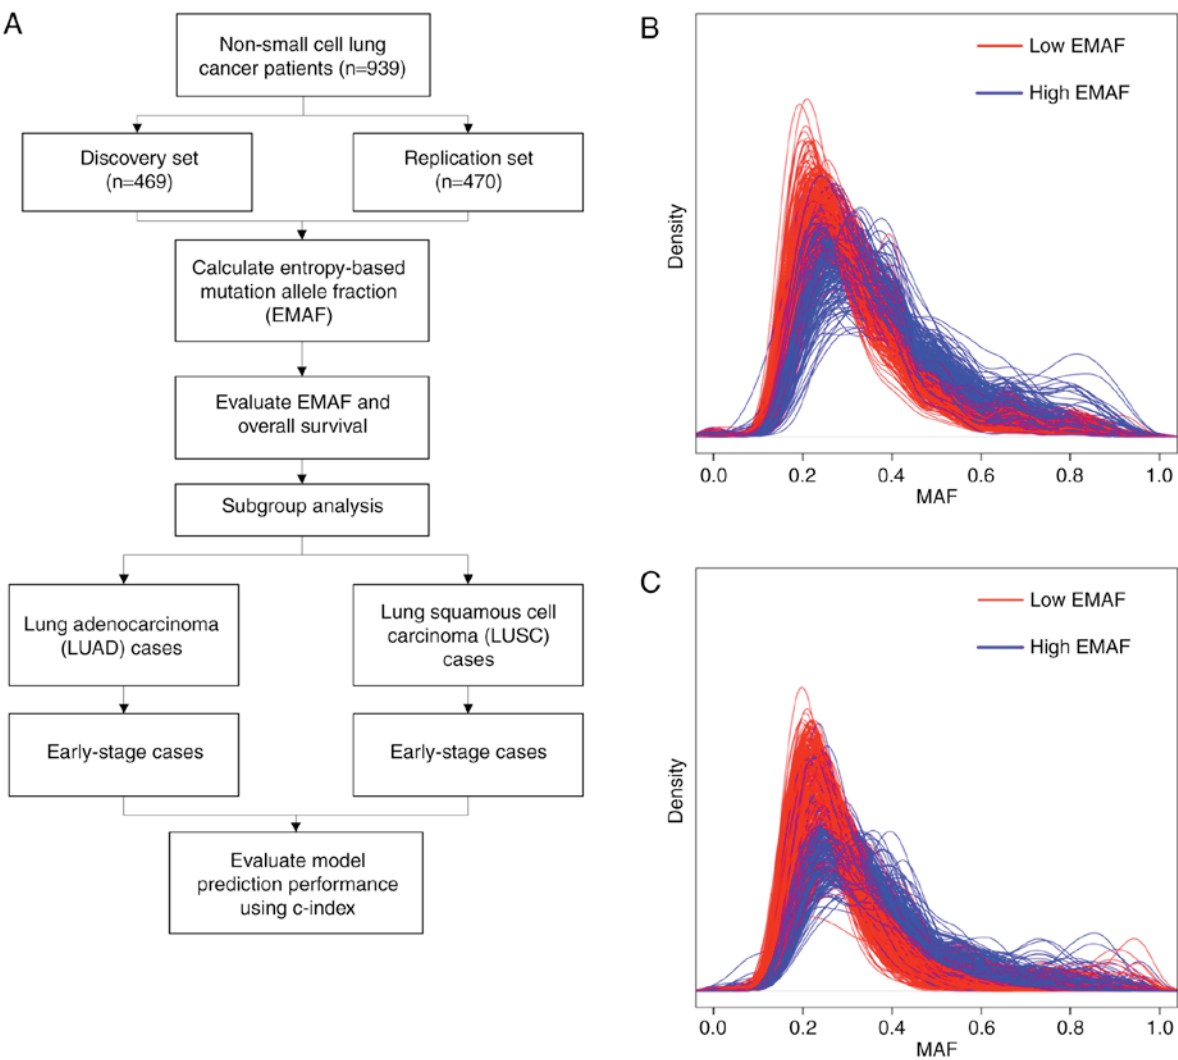 A
Non-small cell lung
cancer patients (n=939)
Discovery set
(n=469)
Replication set
(n=470)
Calculate entropy-based
mutation allele fraction
(EMAF)
Evaluate EMAF and
overall survival
Subgroup analysis
Lung adenocarcinoma
(LUAD) cases
Lung squamous cell
carcinoma (LUSC)
cases
Early-stage cases
Early-stage cases
Evaluate model
prediction performance
using c-index
B
Low EMAF
High EMAF
Density
0.0 0.2 0.4 0.6 0.8 1.0
MAF
C
Low EMAF
High EMAF
Density
0.0 0.2 0.4 0.6 0.8 1.0
MAF